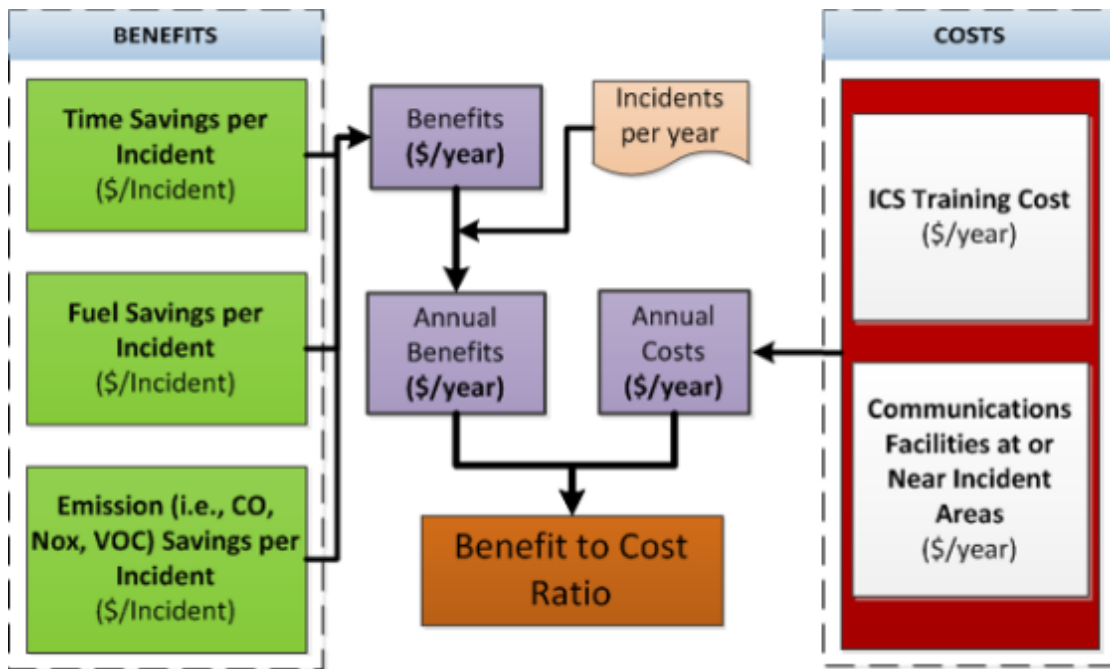 BENEFITS
Time Savings per
Incident
($/Incident)
Fuel Savings per
Incident
($/Incident)
Emission (i.e., CO,
Nox, VOC) Savings per
Incident
($/Incident)
Benefits
($/year)
Incidents
per year
Annual
Benefits
($/year)
Annual
Costs
($/year)
Benefit to Cost
Ratio
COSTS
ICS Training Cost
($/year)
Communications
Facilities at or
Near Incident
Areas
($/year)